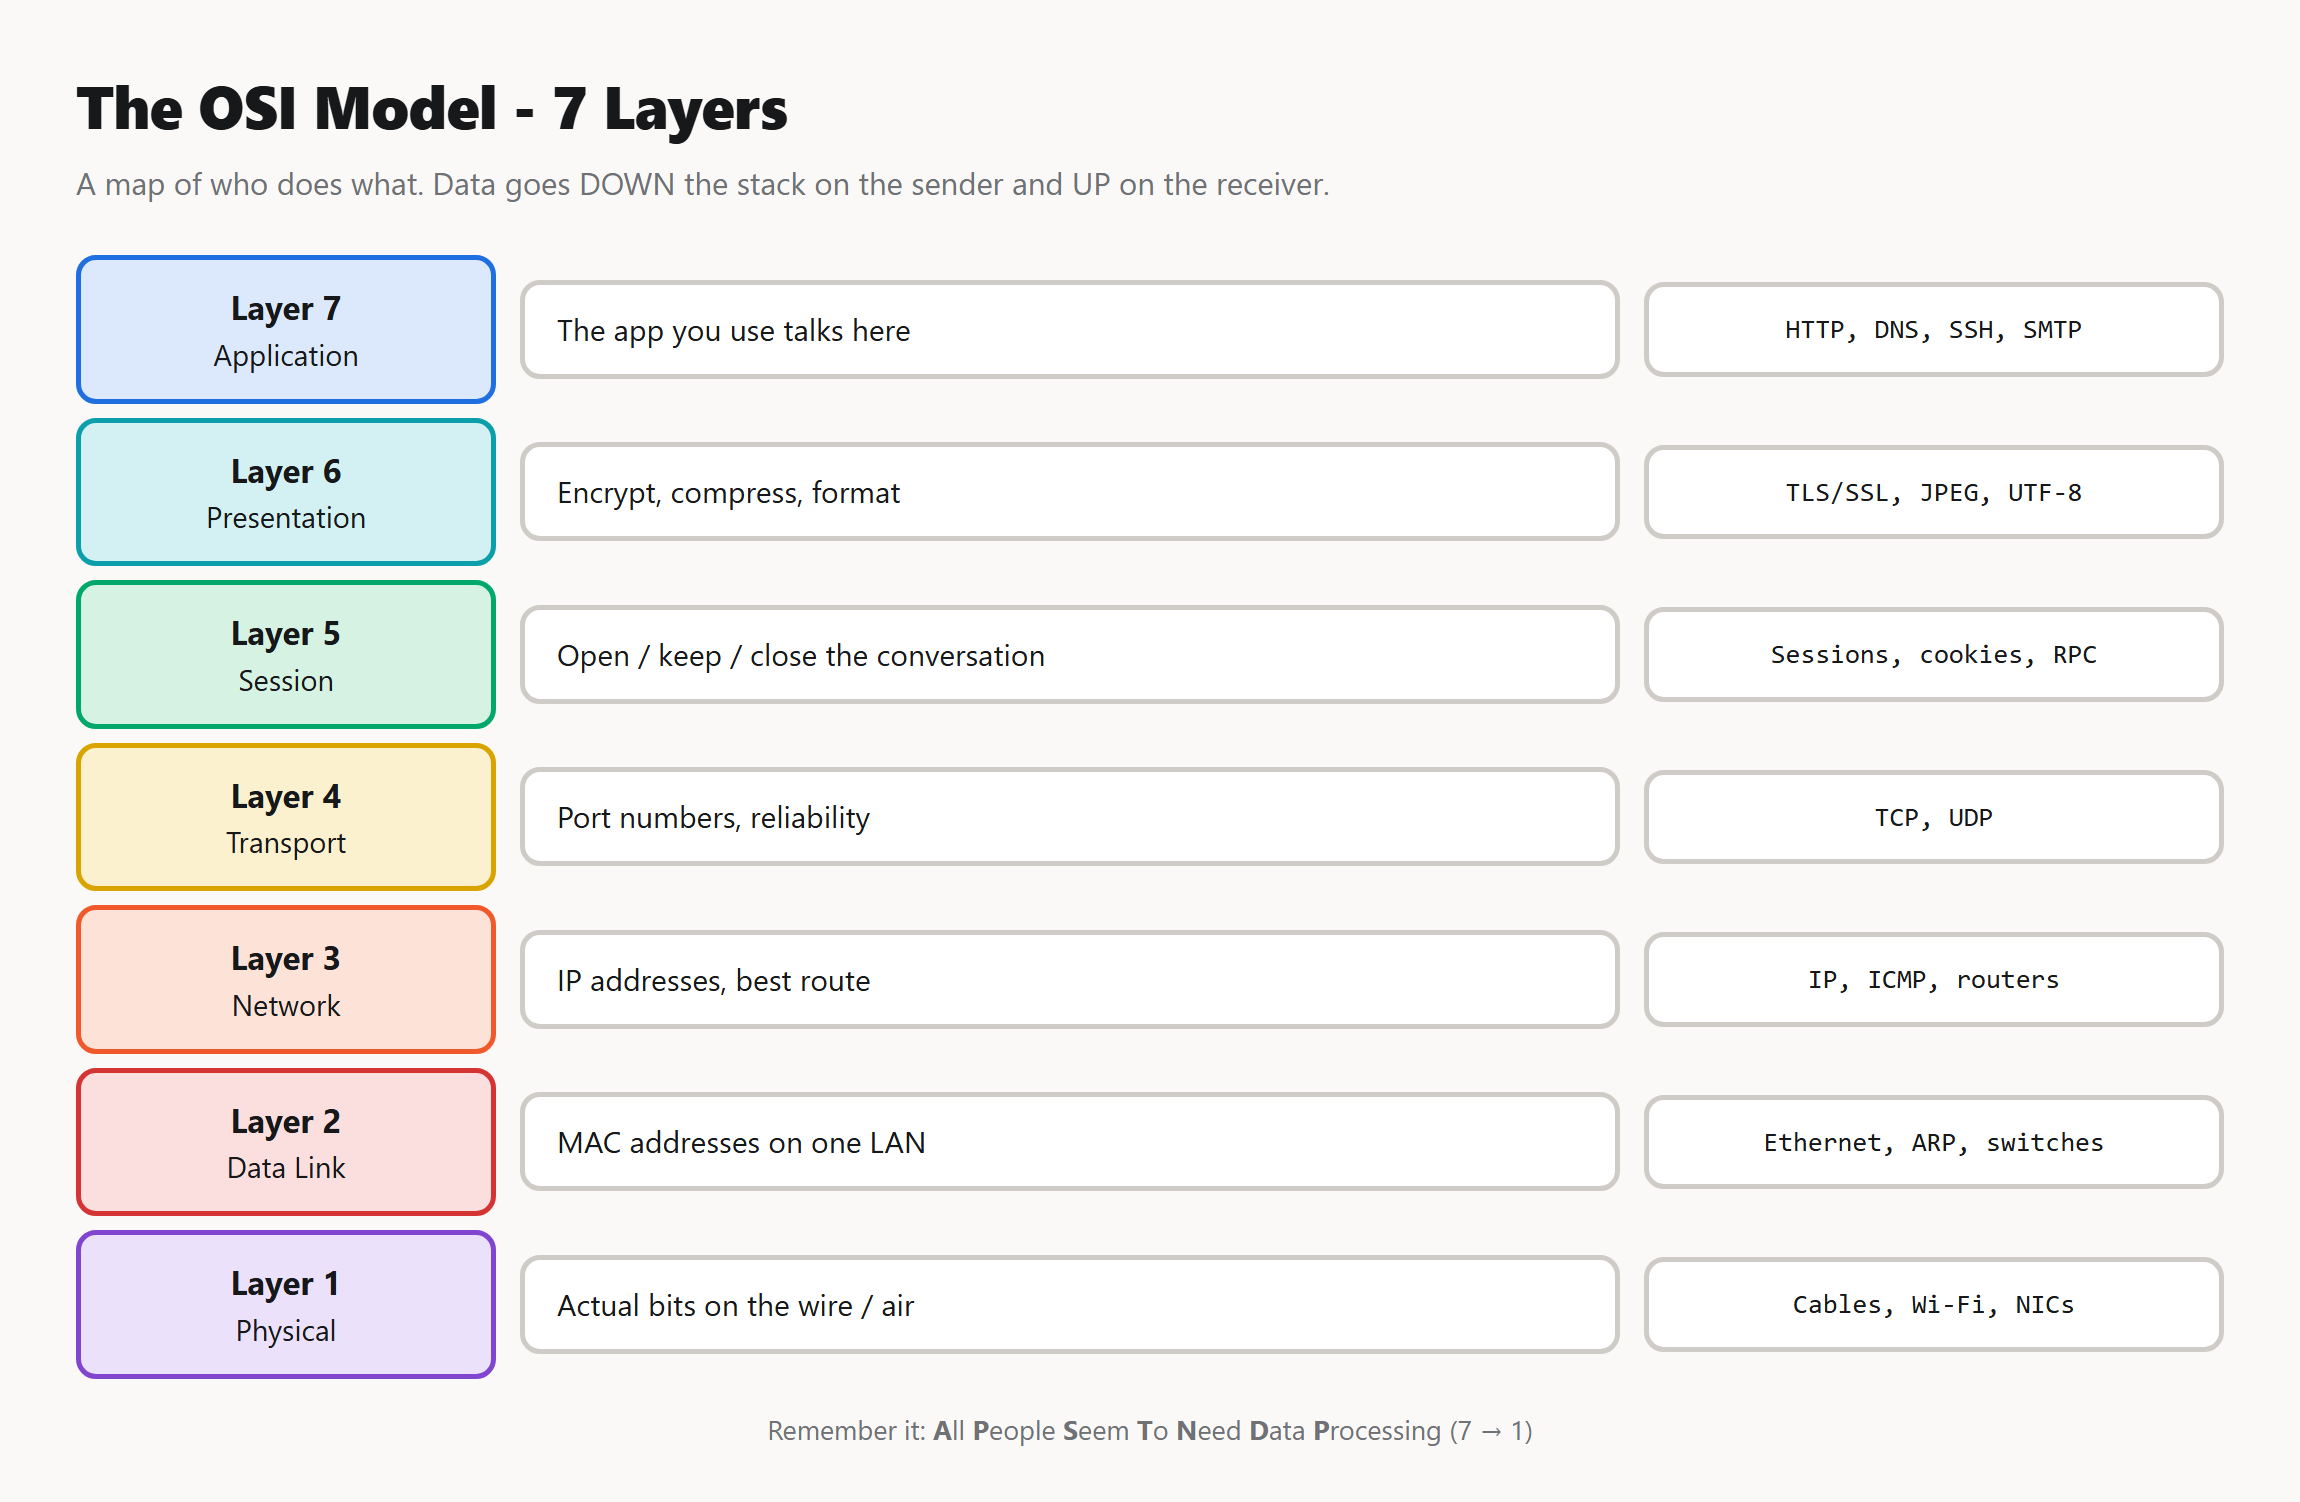 The OSI Model - 7 Layers
A map of who does what. Data goes DOWN the stack on the sender and UP on the receiver.
Layer 7
Application
The app you use talks here
HTTP, DNS, SSH, SMTP
Layer 6
Presentation
Encrypt, compress, format
TLS/SSL, JPEG, UTF-8
Layer 5
Session
Open / keep / close the conversation
Sessions, cookies, RPC
Layer 4
Transport
Port numbers, reliability
TCP, UDP
Layer 3
Network
IP addresses, best route
IP, ICMP, routers
Layer 2
Data Link
MAC addresses on one LAN
Ethernet, ARP, switches
Layer 1
Physical
Actual bits on the wire / air
Cables, Wi-Fi, NICs
Remember it: All People Seem To Need Data Processing (7 → 1)